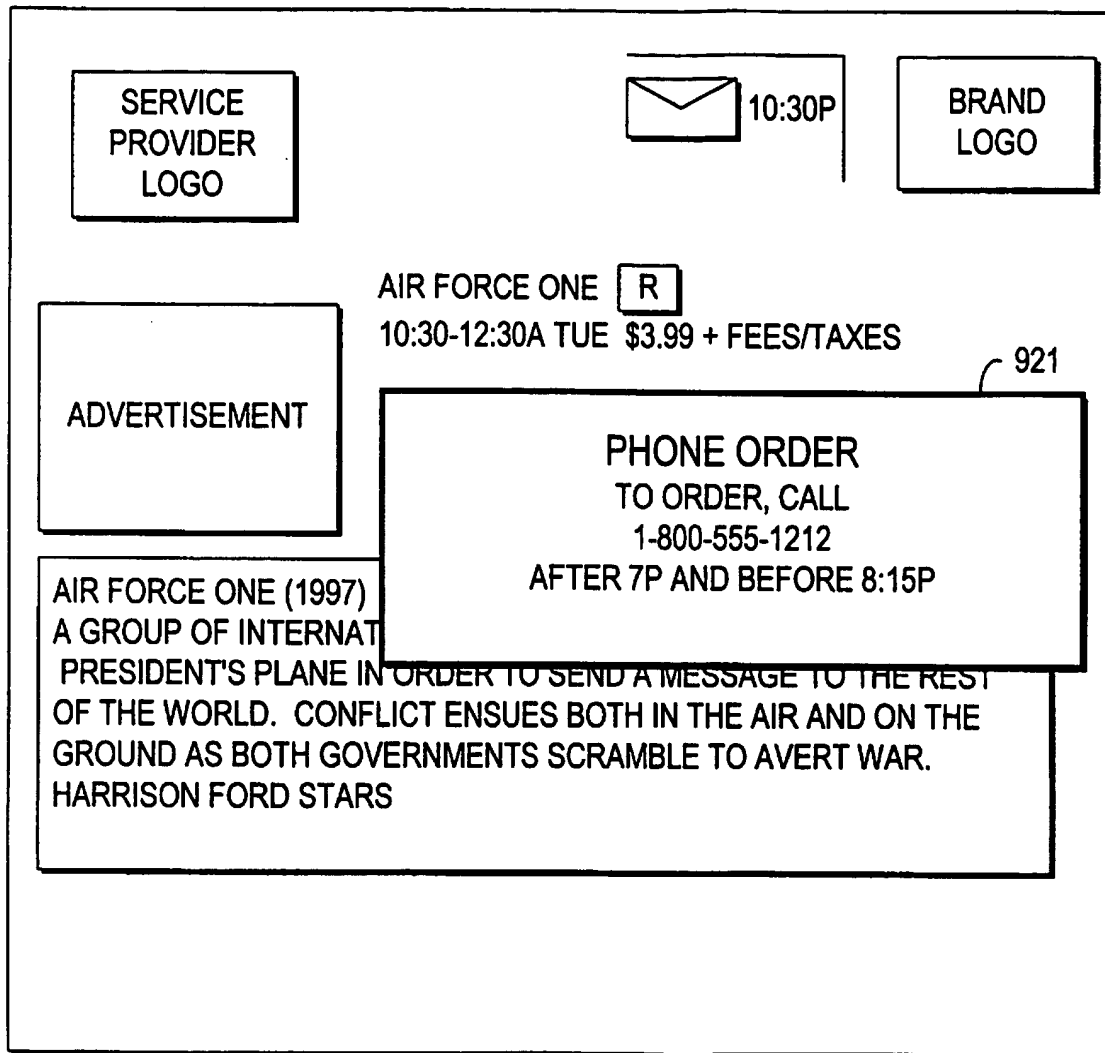 SERVICE
PROVIDER
LOGO
10:30P
BRAND
LOGO
AIR FORCE ONE R
10:30-12:30A TUE $3.99 + FEES/TAXES
921
ADVERTISEMENT
PHONE ORDER
TO ORDER, CALL
1-800-555-1212
AFTER 7P AND BEFORE 8:15P
AIR FORCE ONE (1997)
A GROUP OF INTERNAT
PRESIDENT'S PLANE IN ORDER TO SEND A MESSAGE TO THE REST
OF THE WORLD. CONFLICT ENSUES BOTH IN THE AIR AND ON THE
GROUND AS BOTH GOVERNMENTS SCRAMBLE TO AVERT WAR.
HARRISON FORD STARS